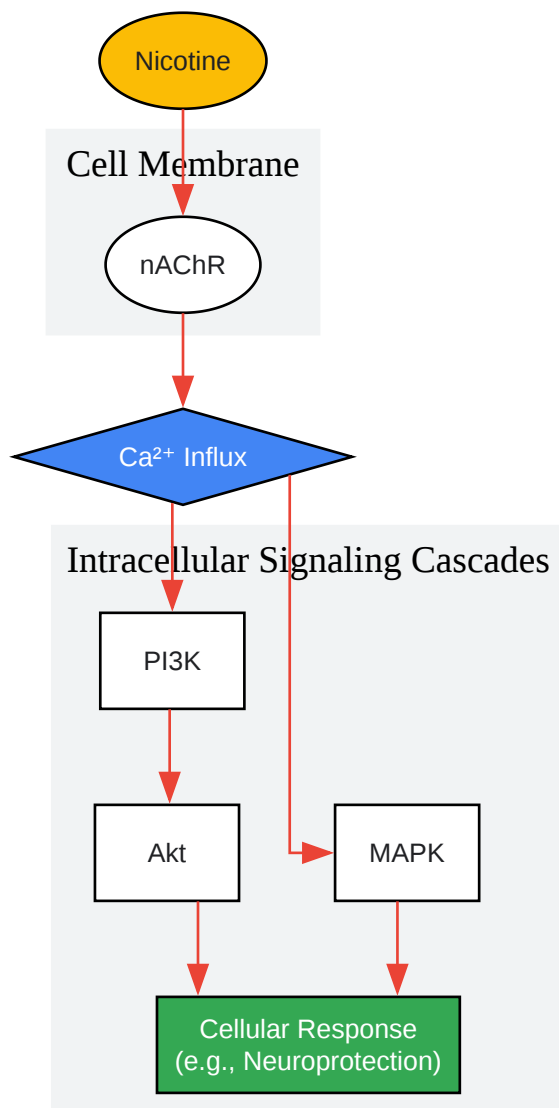 Nicotine
Cell Membrane
nAChR
Ca²⁺ Influx
Intracellular Signaling Cascades
PI3K
Akt
MAPK
Cellular Response
(e.g., Neuroprotection)